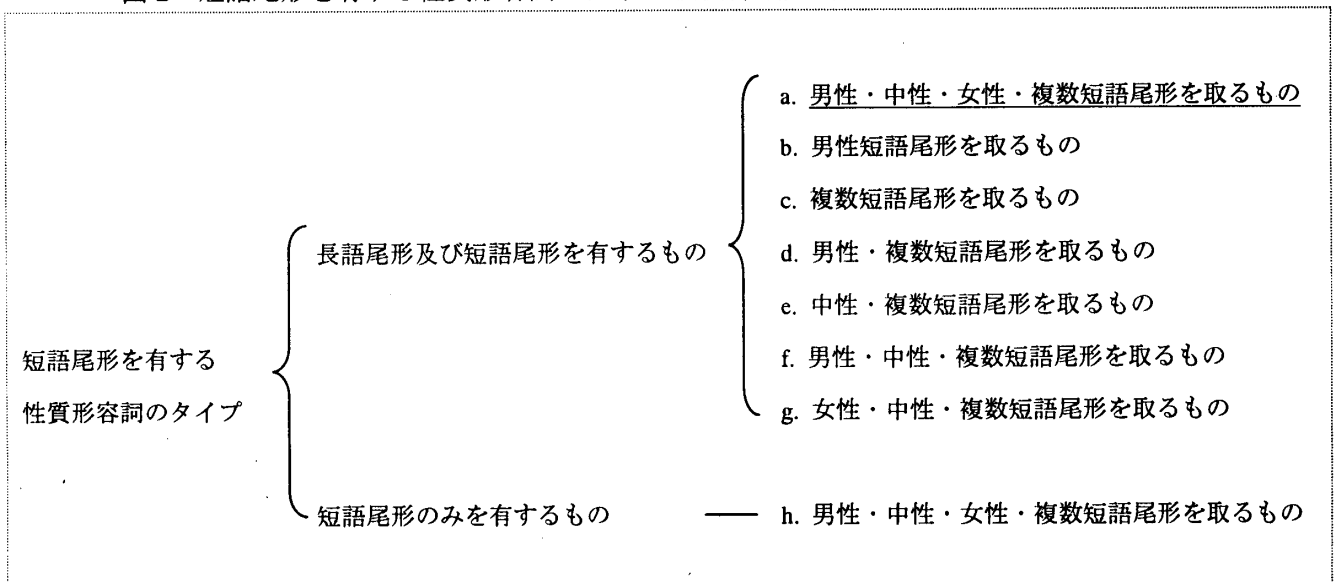 a. 男性・中性・女性・複数短語尾形を取るもの
b. 男性短語尾形を取るもの
c. 複数短語尾形を取るもの
長語尾形及び短語尾形を有するもの
d. 男性・複数短語尾形を取るもの
e. 中性・複数短語尾形を取るもの
短語尾形を有する
性質形容詞のタイプ
f. 男性・中性・複数短語尾形を取るもの
g. 女性・中性・複数短語尾形を取るもの
短語尾形のみを有するもの
h. 男性・中性・女性・複数短語尾形を取るもの